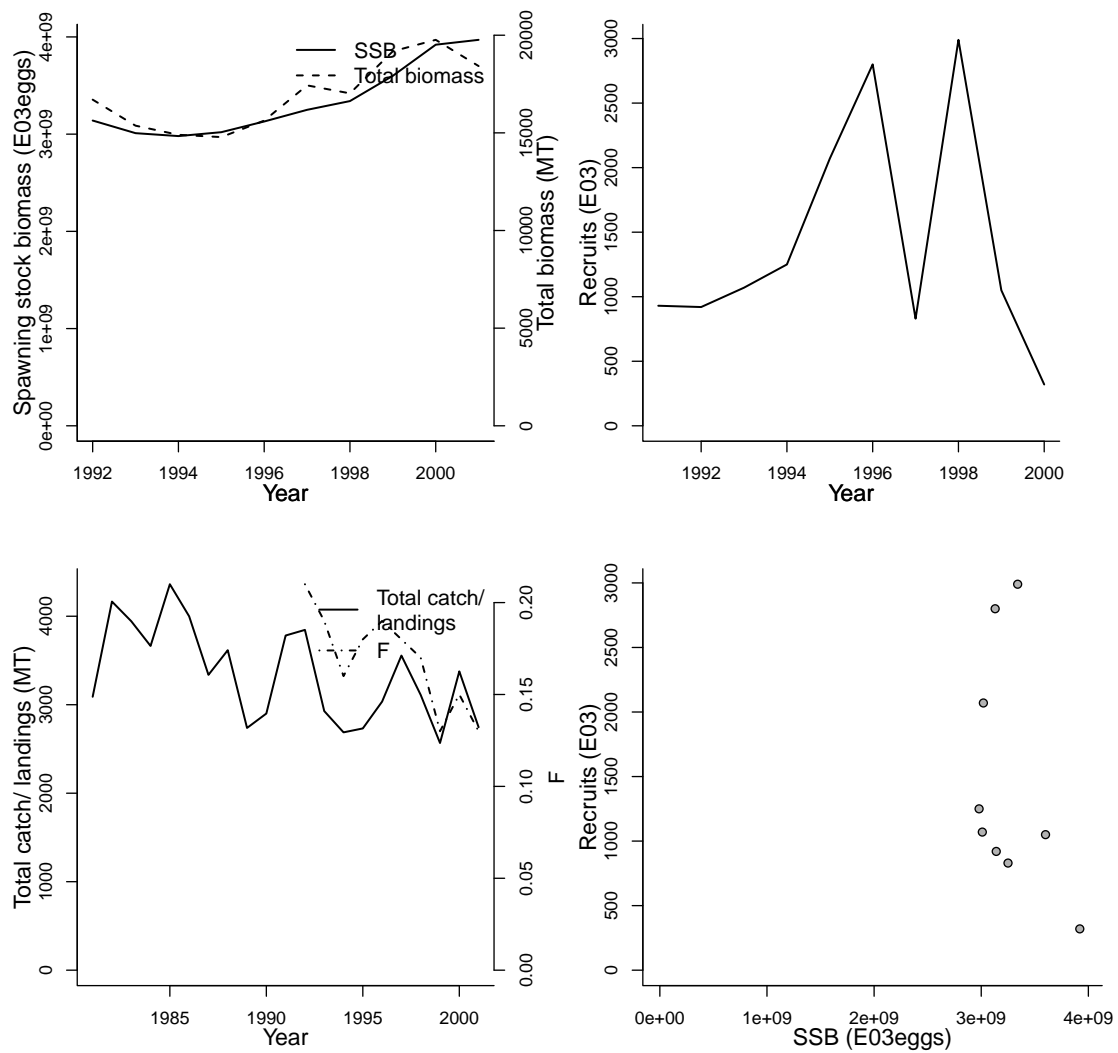 Spawning stock biomass (E03eggs)
0e+00
1e+09
2e+09
3e+09
4e+09
SSB
Total biomass
Total biomass (MT)
0
5000
10000
15000
20000
1992
1994
1996
1998
2000
Year
Recruits (E03)
0
500
1000
1500
2000
2500
3000
1992
1994
1996
1998
2000
Year
Total catch/ landings (MT)
0
1000
2000
3000
4000
Total catch/
landings
F
F
0.00
0.05
0.10
0.15
0.20
1985
1990
1995
2000
Year
Recruits (E03)
0
500
1000
1500
2000
2500
3000
0e+00
1e+09
2e+09
3e+09
4e+09
SSB (E03eggs)